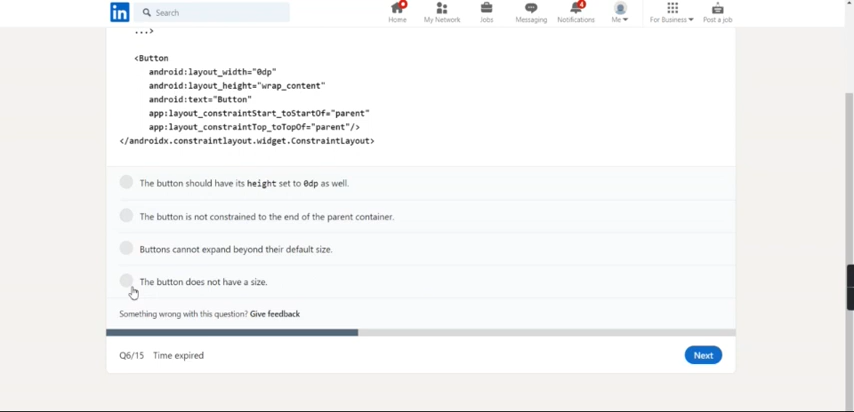 in
Search
Home
My Network
Jobs
Messaging
4
Notifications
Me
For Business
Post a job
...>
<Button
android:layout_width="0dp"
android:layout_height="wrap_content"
android:text="Button"
app:layout_constraintStart_toStartOf="parent"
app:layout_constraintTop_toTopOf="parent"/>
</androidx.constraintlayout.widget.ConstraintLayout>
The button should have its height set to 0dp as well.
The button is not constrained to the end of the parent container.
Buttons cannot expand beyond their default size.
The button does not have a size.
Something wrong with this question? Give feedback
Q6/15 Time expired
Next